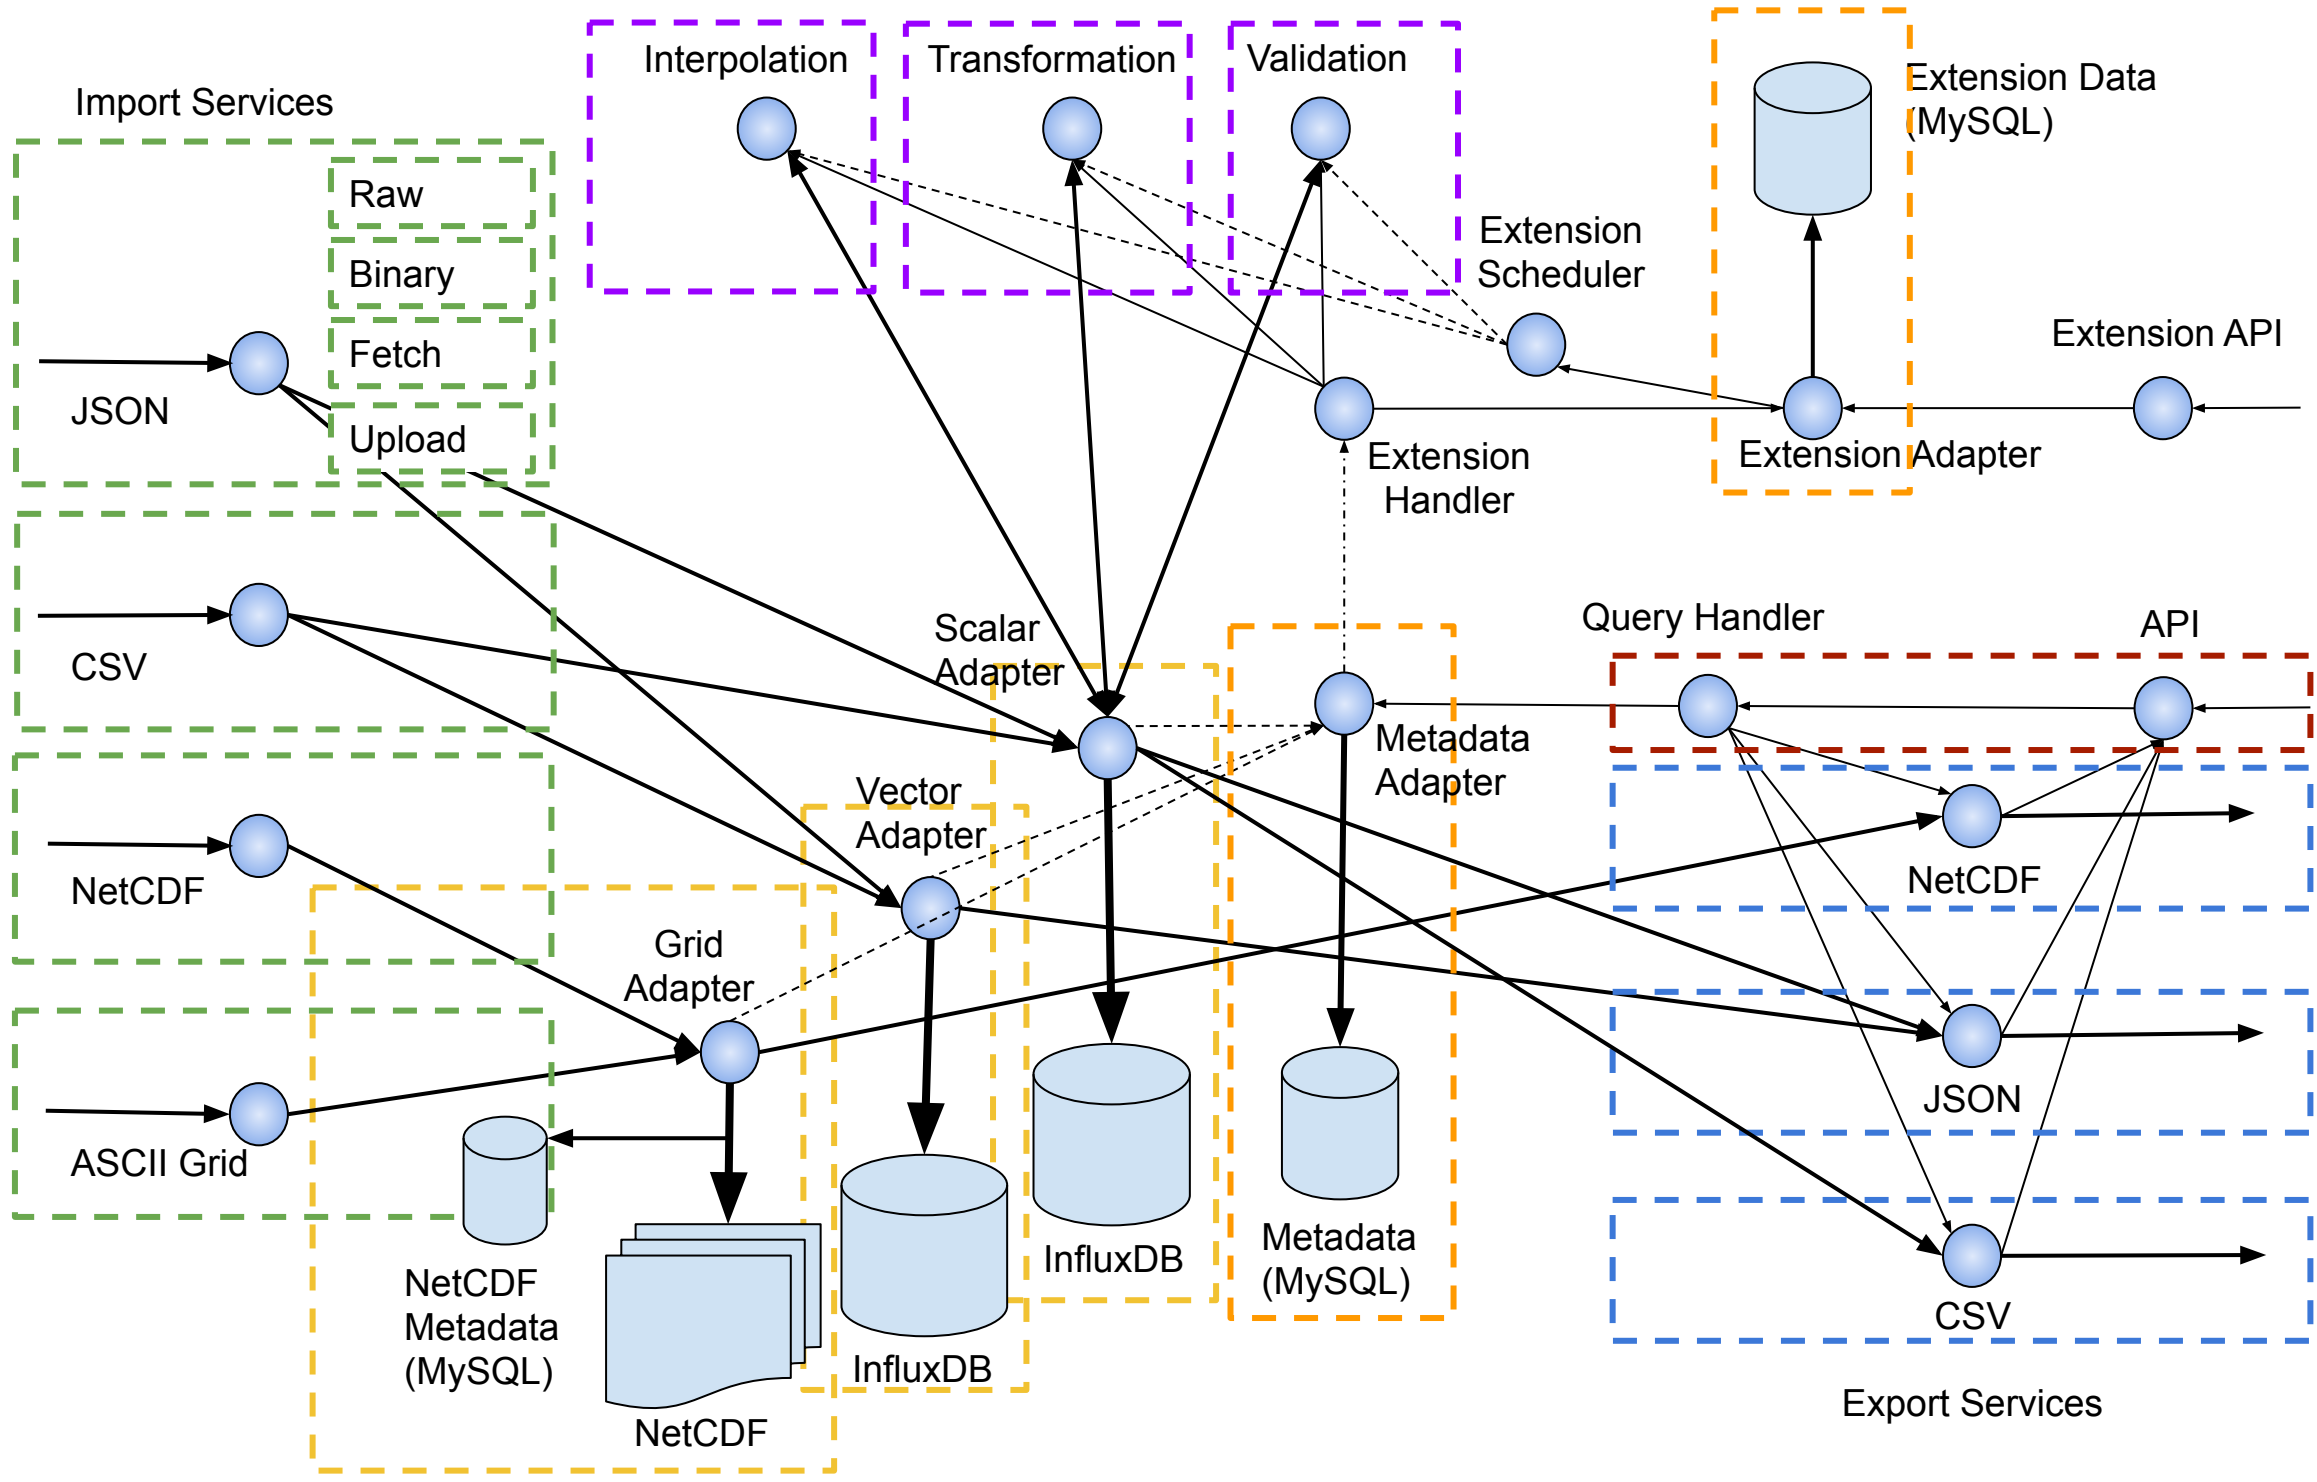 Import Services
Raw
Binary
Fetch
Upload
JSON
CSV
NetCDF
ASCII Grid
Interpolation
Transformation
Validation
Extension
Scheduler
Extension Data
(MySQL)
Extension API
Extension Adapter
Extension
Handler
Scalar
Adapter
Vector
Adapter
Grid
Adapter
Metadata
Adapter
Query Handler
API
NetCDF
JSON
CSV
NetCDF
Metadata
(MySQL)
NetCDF
InfluxDB
InfluxDB
Metadata
(MySQL)
Export Services